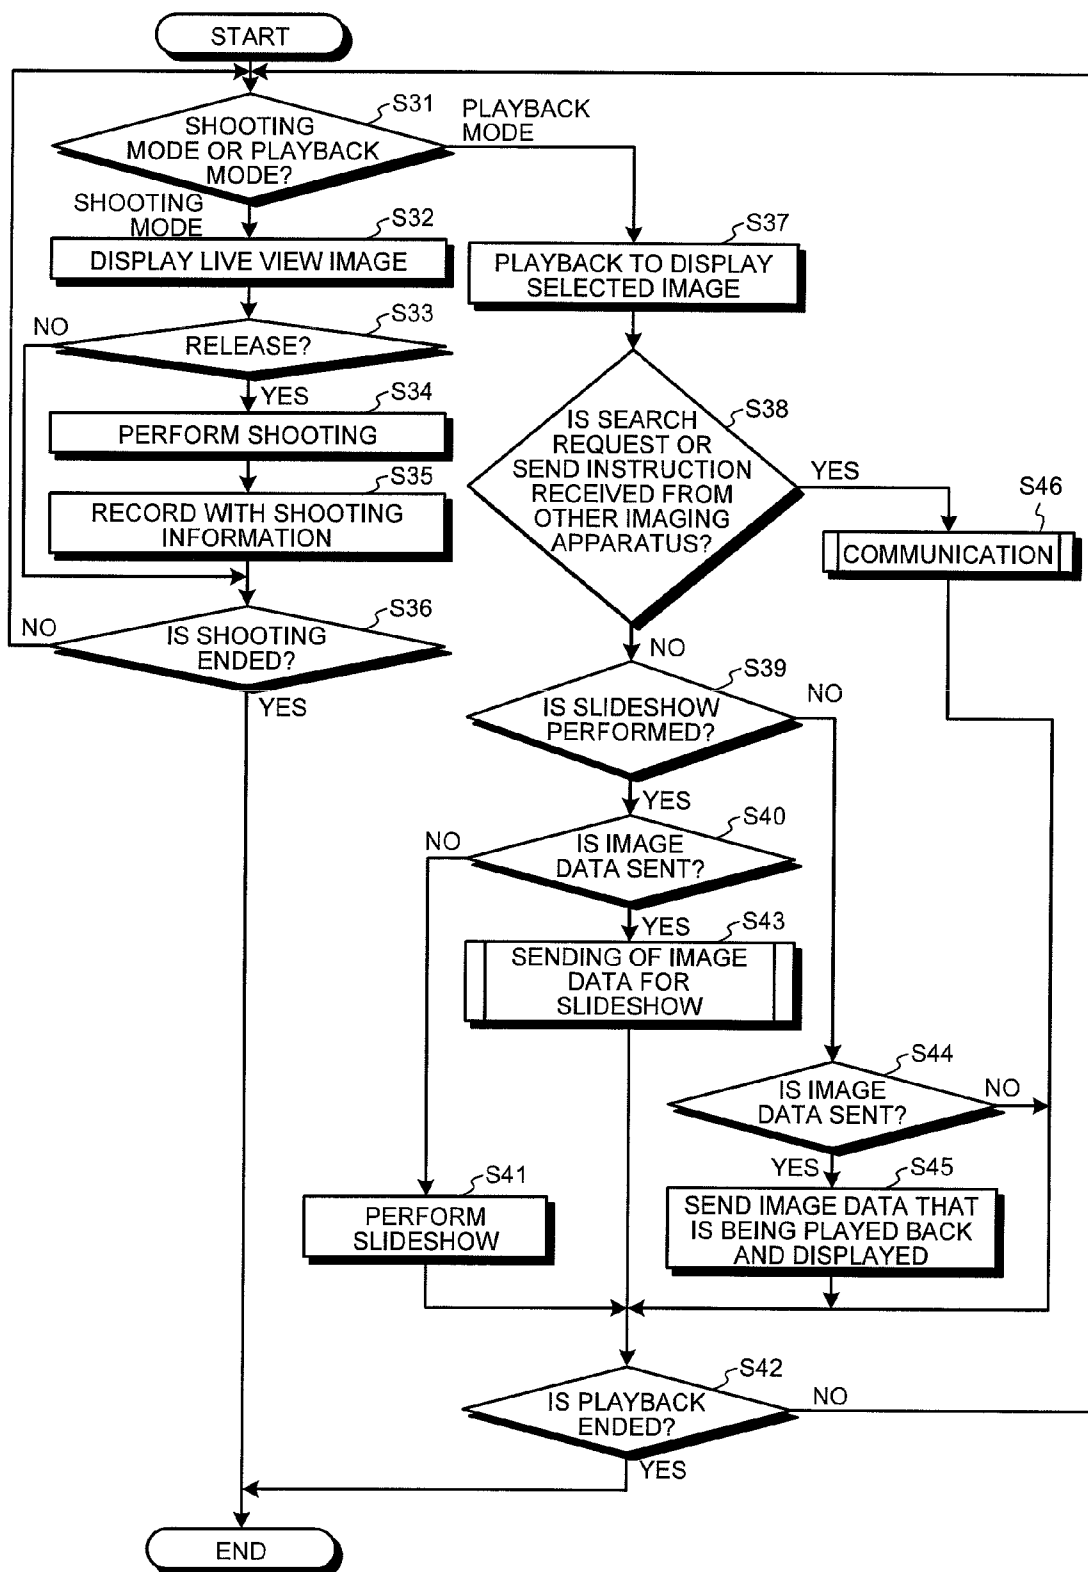 START
S31
SHOOTING
MODE OR PLAYBACK
MODE?
PLAYBACK
MODE
SHOOTING
MODE
S32
DISPLAY LIVE VIEW IMAGE
S33
RELEASE?
NO
YES
S34
PERFORM SHOOTING
S35
RECORD WITH SHOOTING
INFORMATION
S36
IS SHOOTING
ENDED?
NO
YES
S37
PLAYBACK TO DISPLAY
SELECTED IMAGE
S38
IS SEARCH
REQUEST OR
SEND INSTRUCTION
RECEIVED FROM
OTHER IMAGING
APPARATUS?
YES
S46
COMMUNICATION
NO
S39
IS SLIDESHOW
PERFORMED?
NO
YES
S40
IS IMAGE
DATA SENT?
NO
YES
S43
SENDING OF IMAGE
DATA FOR
SLIDESHOW
S44
IS IMAGE
DATA SENT?
NO
YES
S45
SEND IMAGE DATA THAT
IS BEING PLAYED BACK
AND DISPLAYED
S41
PERFORM
SLIDESHOW
S42
IS PLAYBACK
ENDED?
NO
YES
END